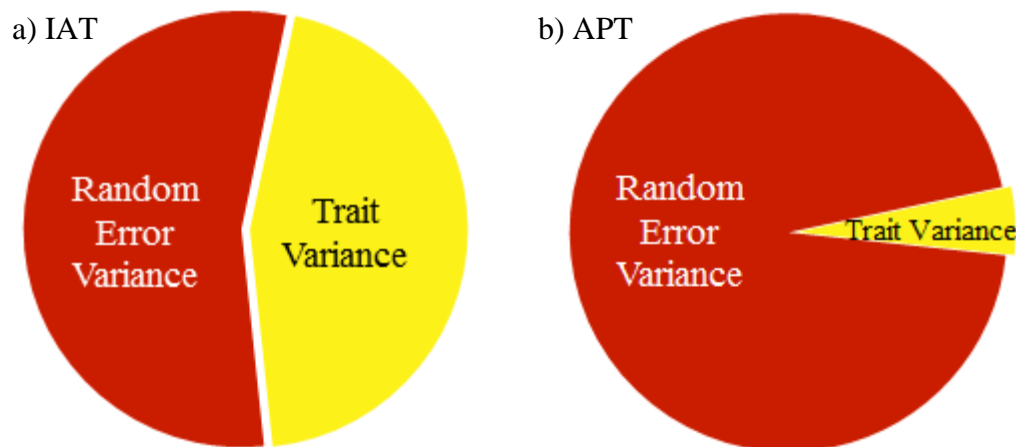 a) IAT
Random
Error
Variance
Trait
Variance
b) APT
Random
Error
Variance
Trait Variance